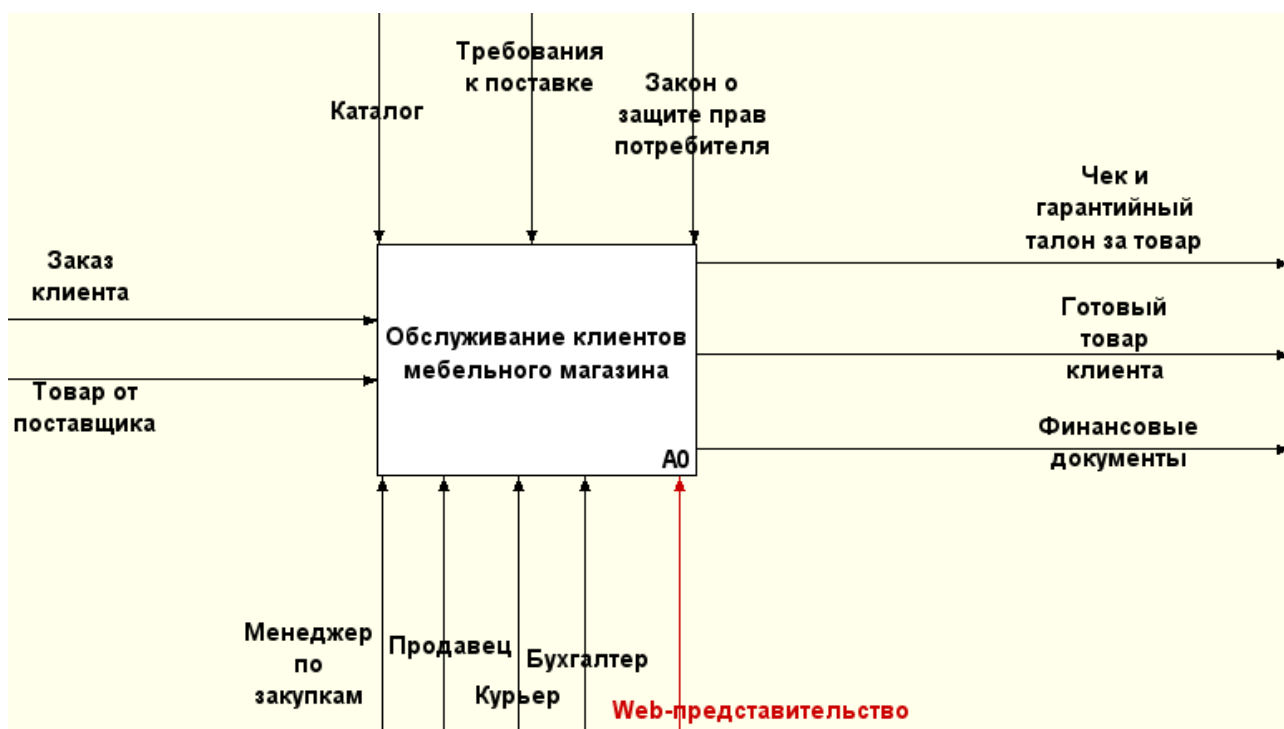 Требования
к поставке
Каталог
Закон о
защите прав
потребителя
Чек и
гарантийный
талон за товар
Заказ
клиента
Готовый
товар
клиента
Обслуживание клиентов
мебельного магазина
Товар от
поставщика
Финансовые
документы
A0
Менеджер
по
закупкам
Продавец
Курьер
Бухгалтер
Web-представительство